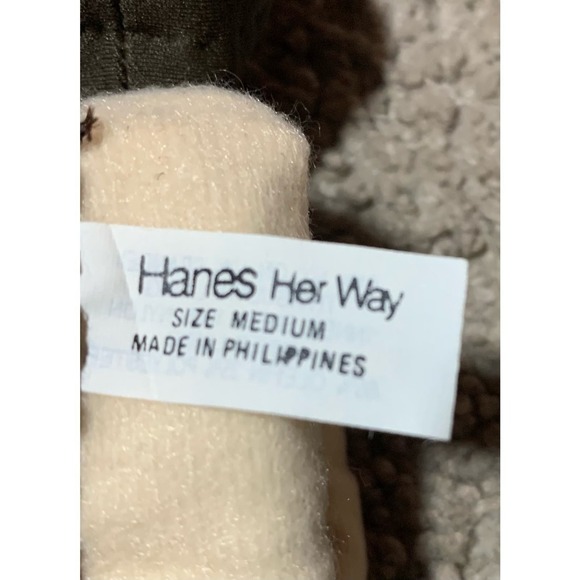 Hanes Her Way
SIZE MEDIUM
MADE IN PHILIPPINES